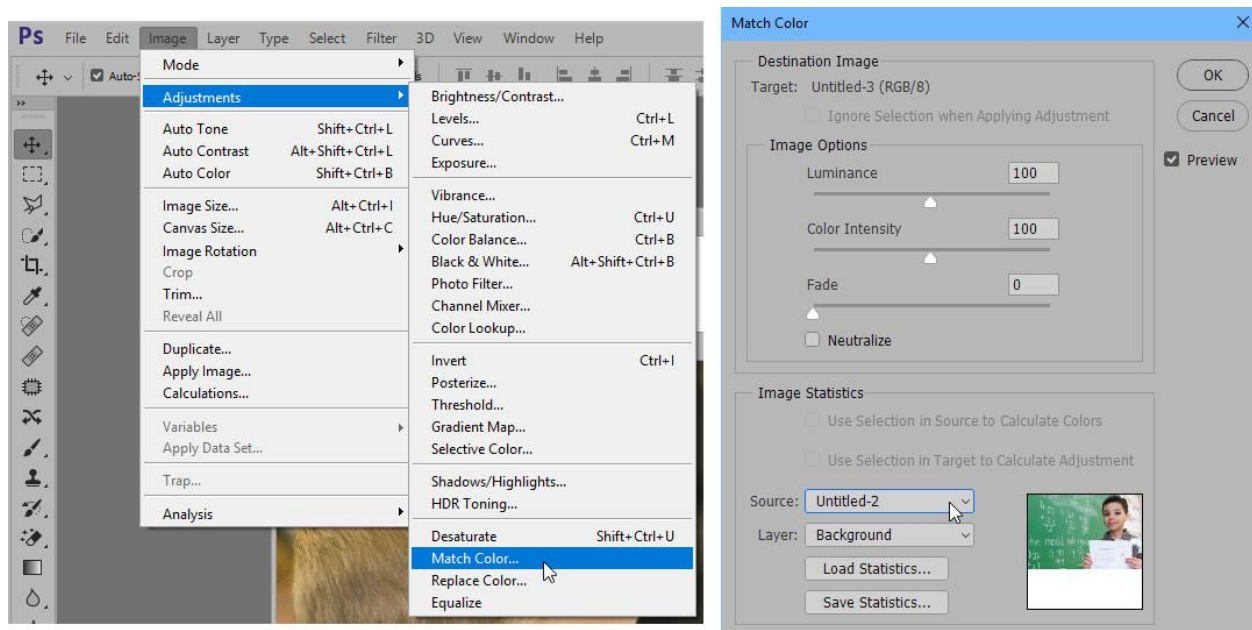 Ps File Edit Image Layer Type Select Filter 3D View Window Help
Auto-S
Mode
Adjustments
Auto Tone Shift+Ctrl+L
Auto Contrast Alt+Shift+Ctrl+L
Auto Color Shift+Ctrl+B
Image Size... Alt+Ctrl+I
Canvas Size... Alt+Ctrl+C
Image Rotation
Crop
Trim...
Reveal All
Duplicate...
Apply Image...
Calculations...
Variables
Apply Data Set...
Trap...
Analysis
Brightness/Contrast...
Levels... Ctrl+L
Curves... Ctrl+M
Exposure...
Vibrance...
Hue/Saturation... Ctrl+U
Color Balance... Ctrl+B
Black & White... Alt+Shift+Ctrl+B
Photo Filter...
Channel Mixer...
Color Lookup...
Invert Ctrl+I
Posterize...
Threshold...
Gradient Map...
Selective Color...
Shadows/Highlights...
HDR Toning...
Desaturate Shift+Ctrl+U
Match Color...
Replace Color...
Equalize
Match Color
Destination Image
Target: Untitled-3 (RGB/8)
Ignore Selection when Applying Adjustment
OK
Cancel
Preview
Image Options
Luminance 100
Color Intensity 100
Fade 0
Neutralize
Image Statistics
Use Selection in Source to Calculate Colors
Use Selection in Target to Calculate Adjustment
Source: Untitled-2
Layer: Background
Load Statistics...
Save Statistics...